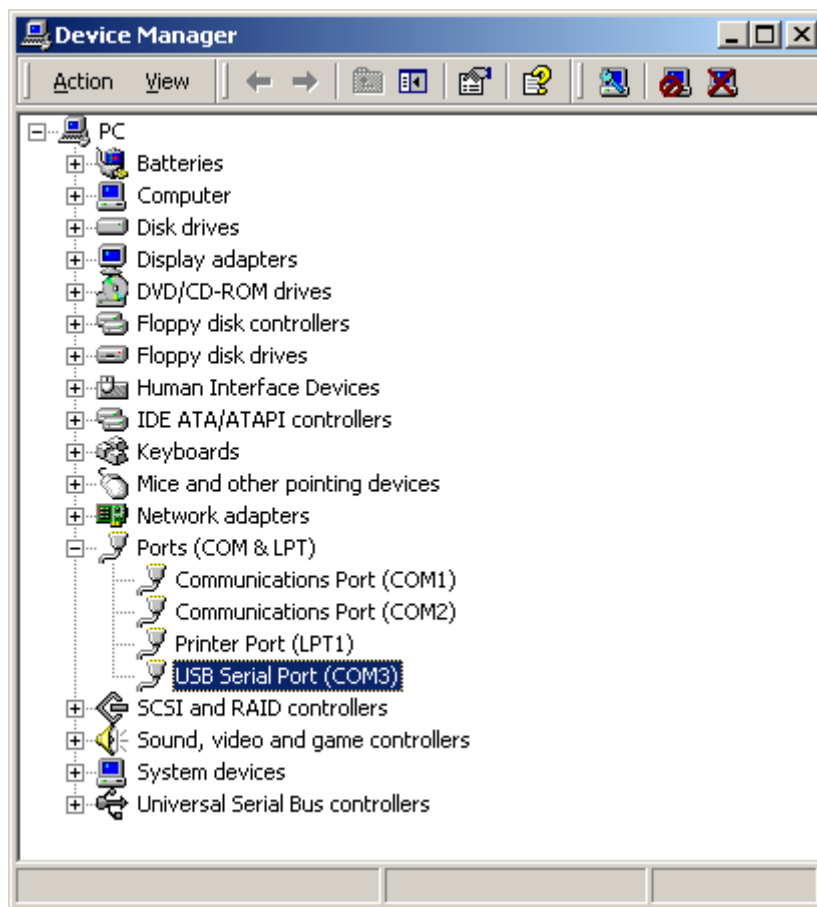 Device Manager
Action View
PC
Batteries
Computer
Disk drives
Display adapters
DVD/CD-ROM drives
Floppy disk controllers
Floppy disk drives
Human Interface Devices
IDE ATA/ATAPI controllers
Keyboards
Mice and other pointing devices
Network adapters
Ports (COM & LPT)
Communications Port (COM1)
Communications Port (COM2)
Printer Port (LPT1)
USB Serial Port (COM3)
SCSI and RAID controllers
Sound, video and game controllers
System devices
Universal Serial Bus controllers